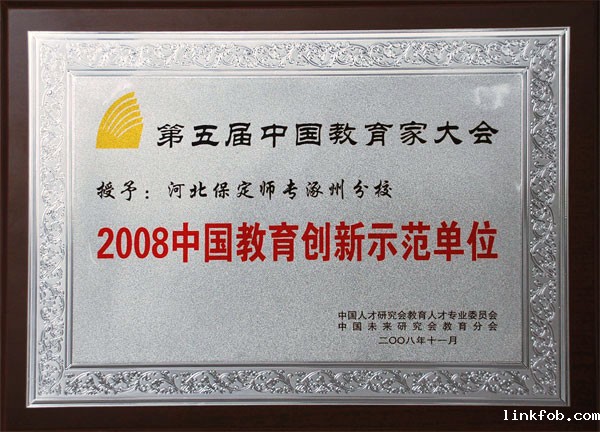 第五届中国教育家大会
授予：河北保定师专涿州分校
2008中国教育创新示范单位
中国人才研究会教育人才专业委员会
中国未来研究会教育分会
二〇〇八年十一月
linkfob.com